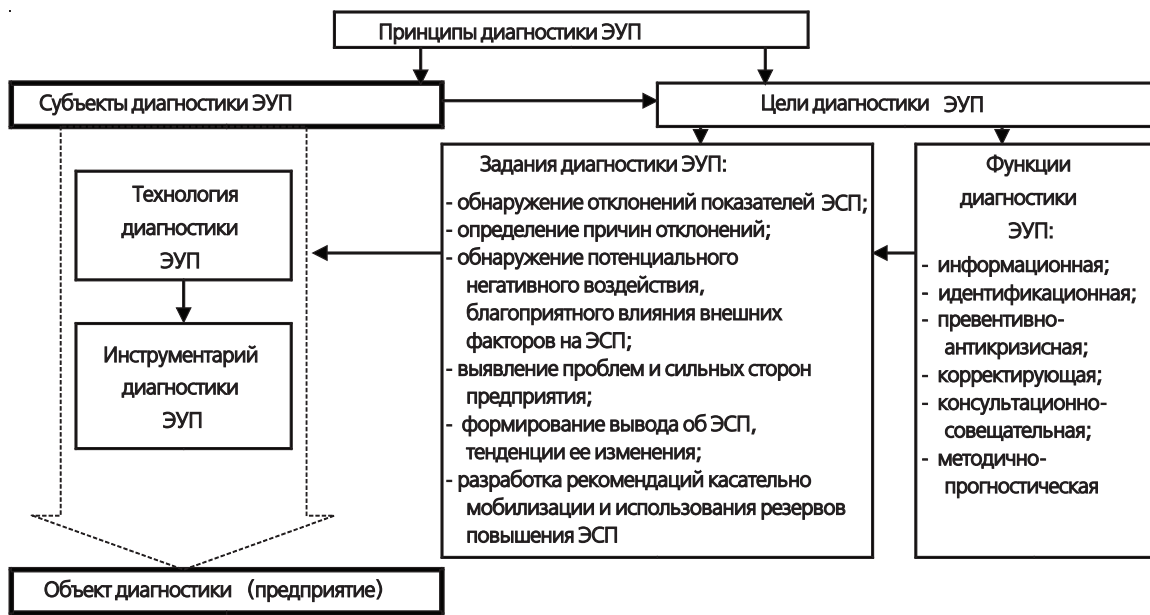 Принципы диагностики ЭУП
Субъекты диагностики ЭУП
Цели диагностики ЭУП
Технология
диагностики
ЭУП
Инструментарий
диагностики
ЭУП
Задания диагностики ЭУП:
- обнаружение отклонений показателей ЭСП;
- определение причин отклонений;
- обнаружение потенциального
негативного воздействия,
благоприятного влияния внешних
факторов на ЭСП;
- выявление проблем и сильных сторон
предприятия;
- формирование вывода об ЭСП,
тенденции ее изменения;
- разработка рекомендаций касательно
мобилизации и использования резервов
повышения ЭСП
Функции
диагностики
ЭУП:
- информационная;
- идентификационная;
- превентивно-
антикризисная;
- корректирующая;
- консультационно-
совещательная;
- методично-
прогностическая
Объект диагностики (предприятие)